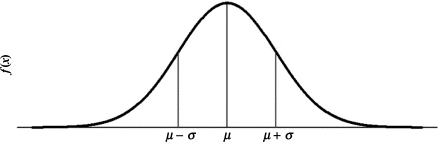 f(x)
μ − σ μ μ + σ